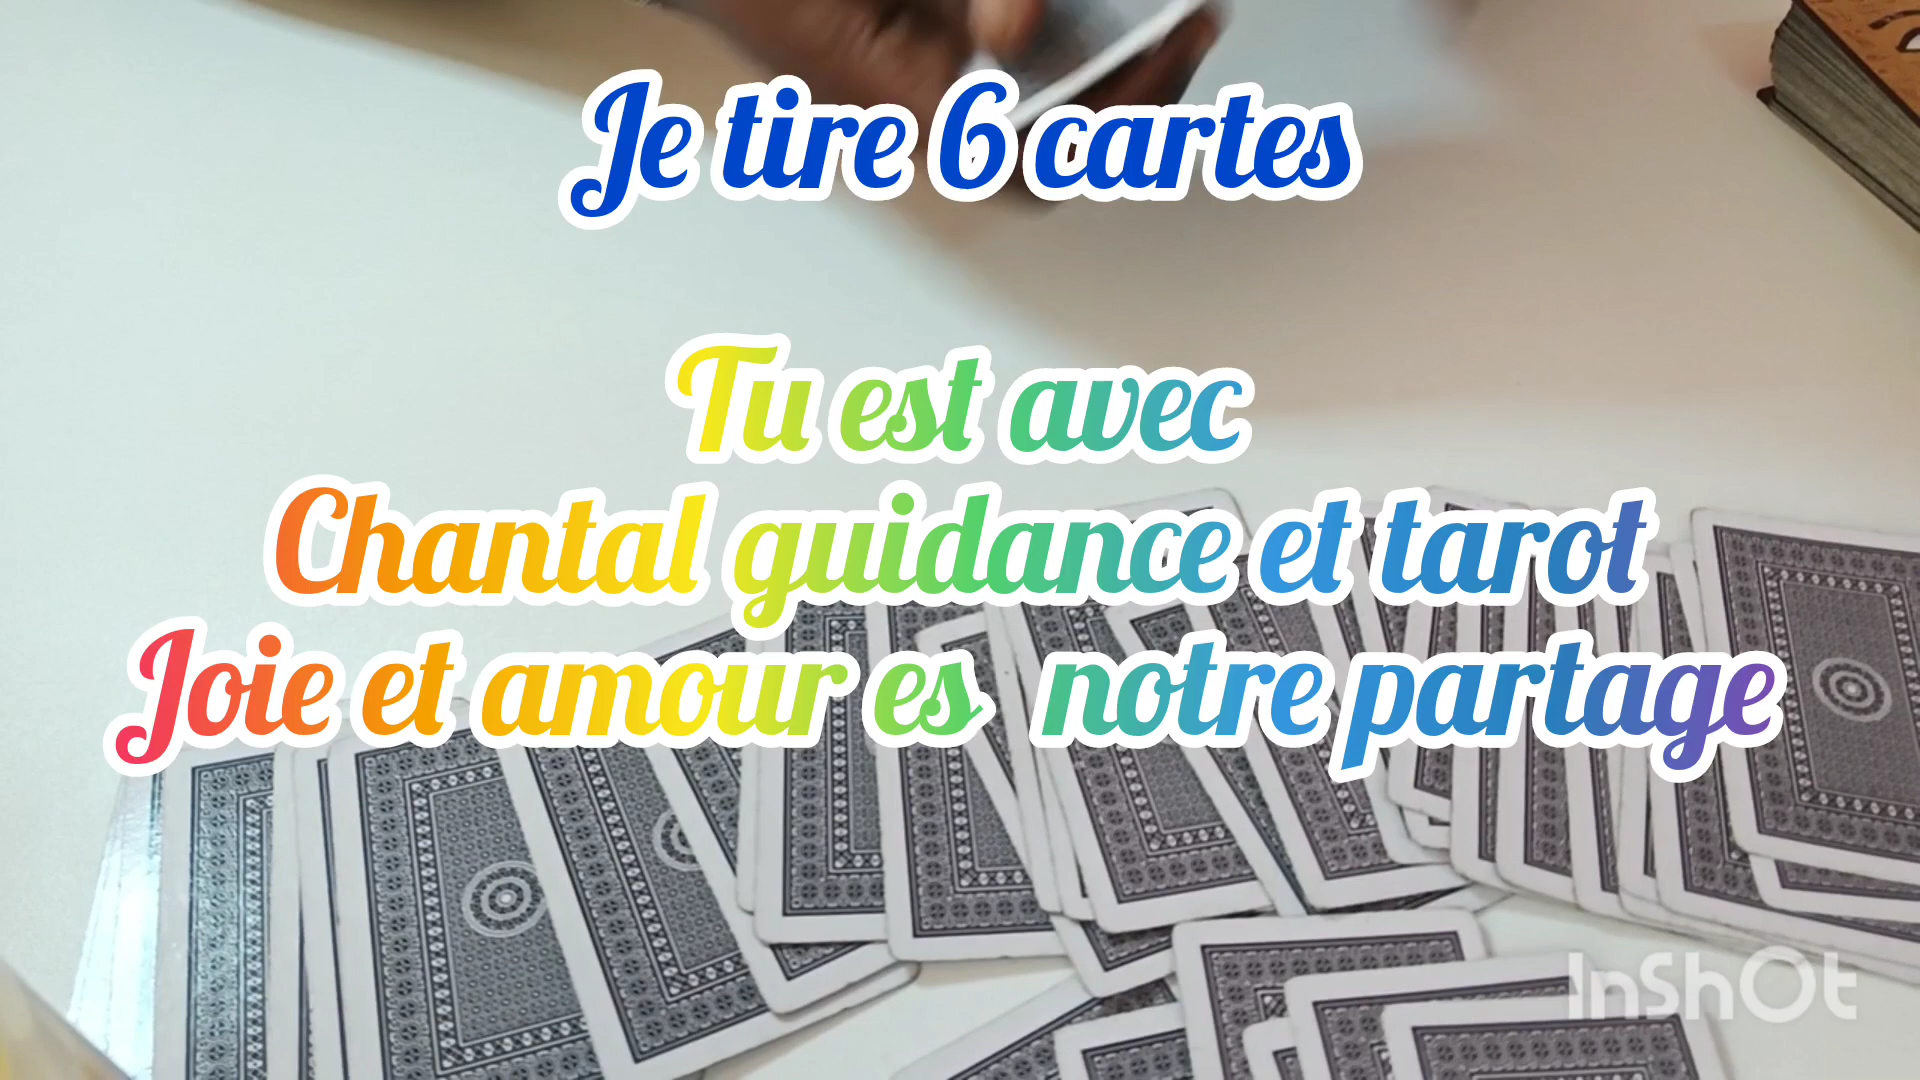 Je tire 6 cartes
Tu est avec
Chantal guidance et tarot
Joie et amour es notre partage
InShOt